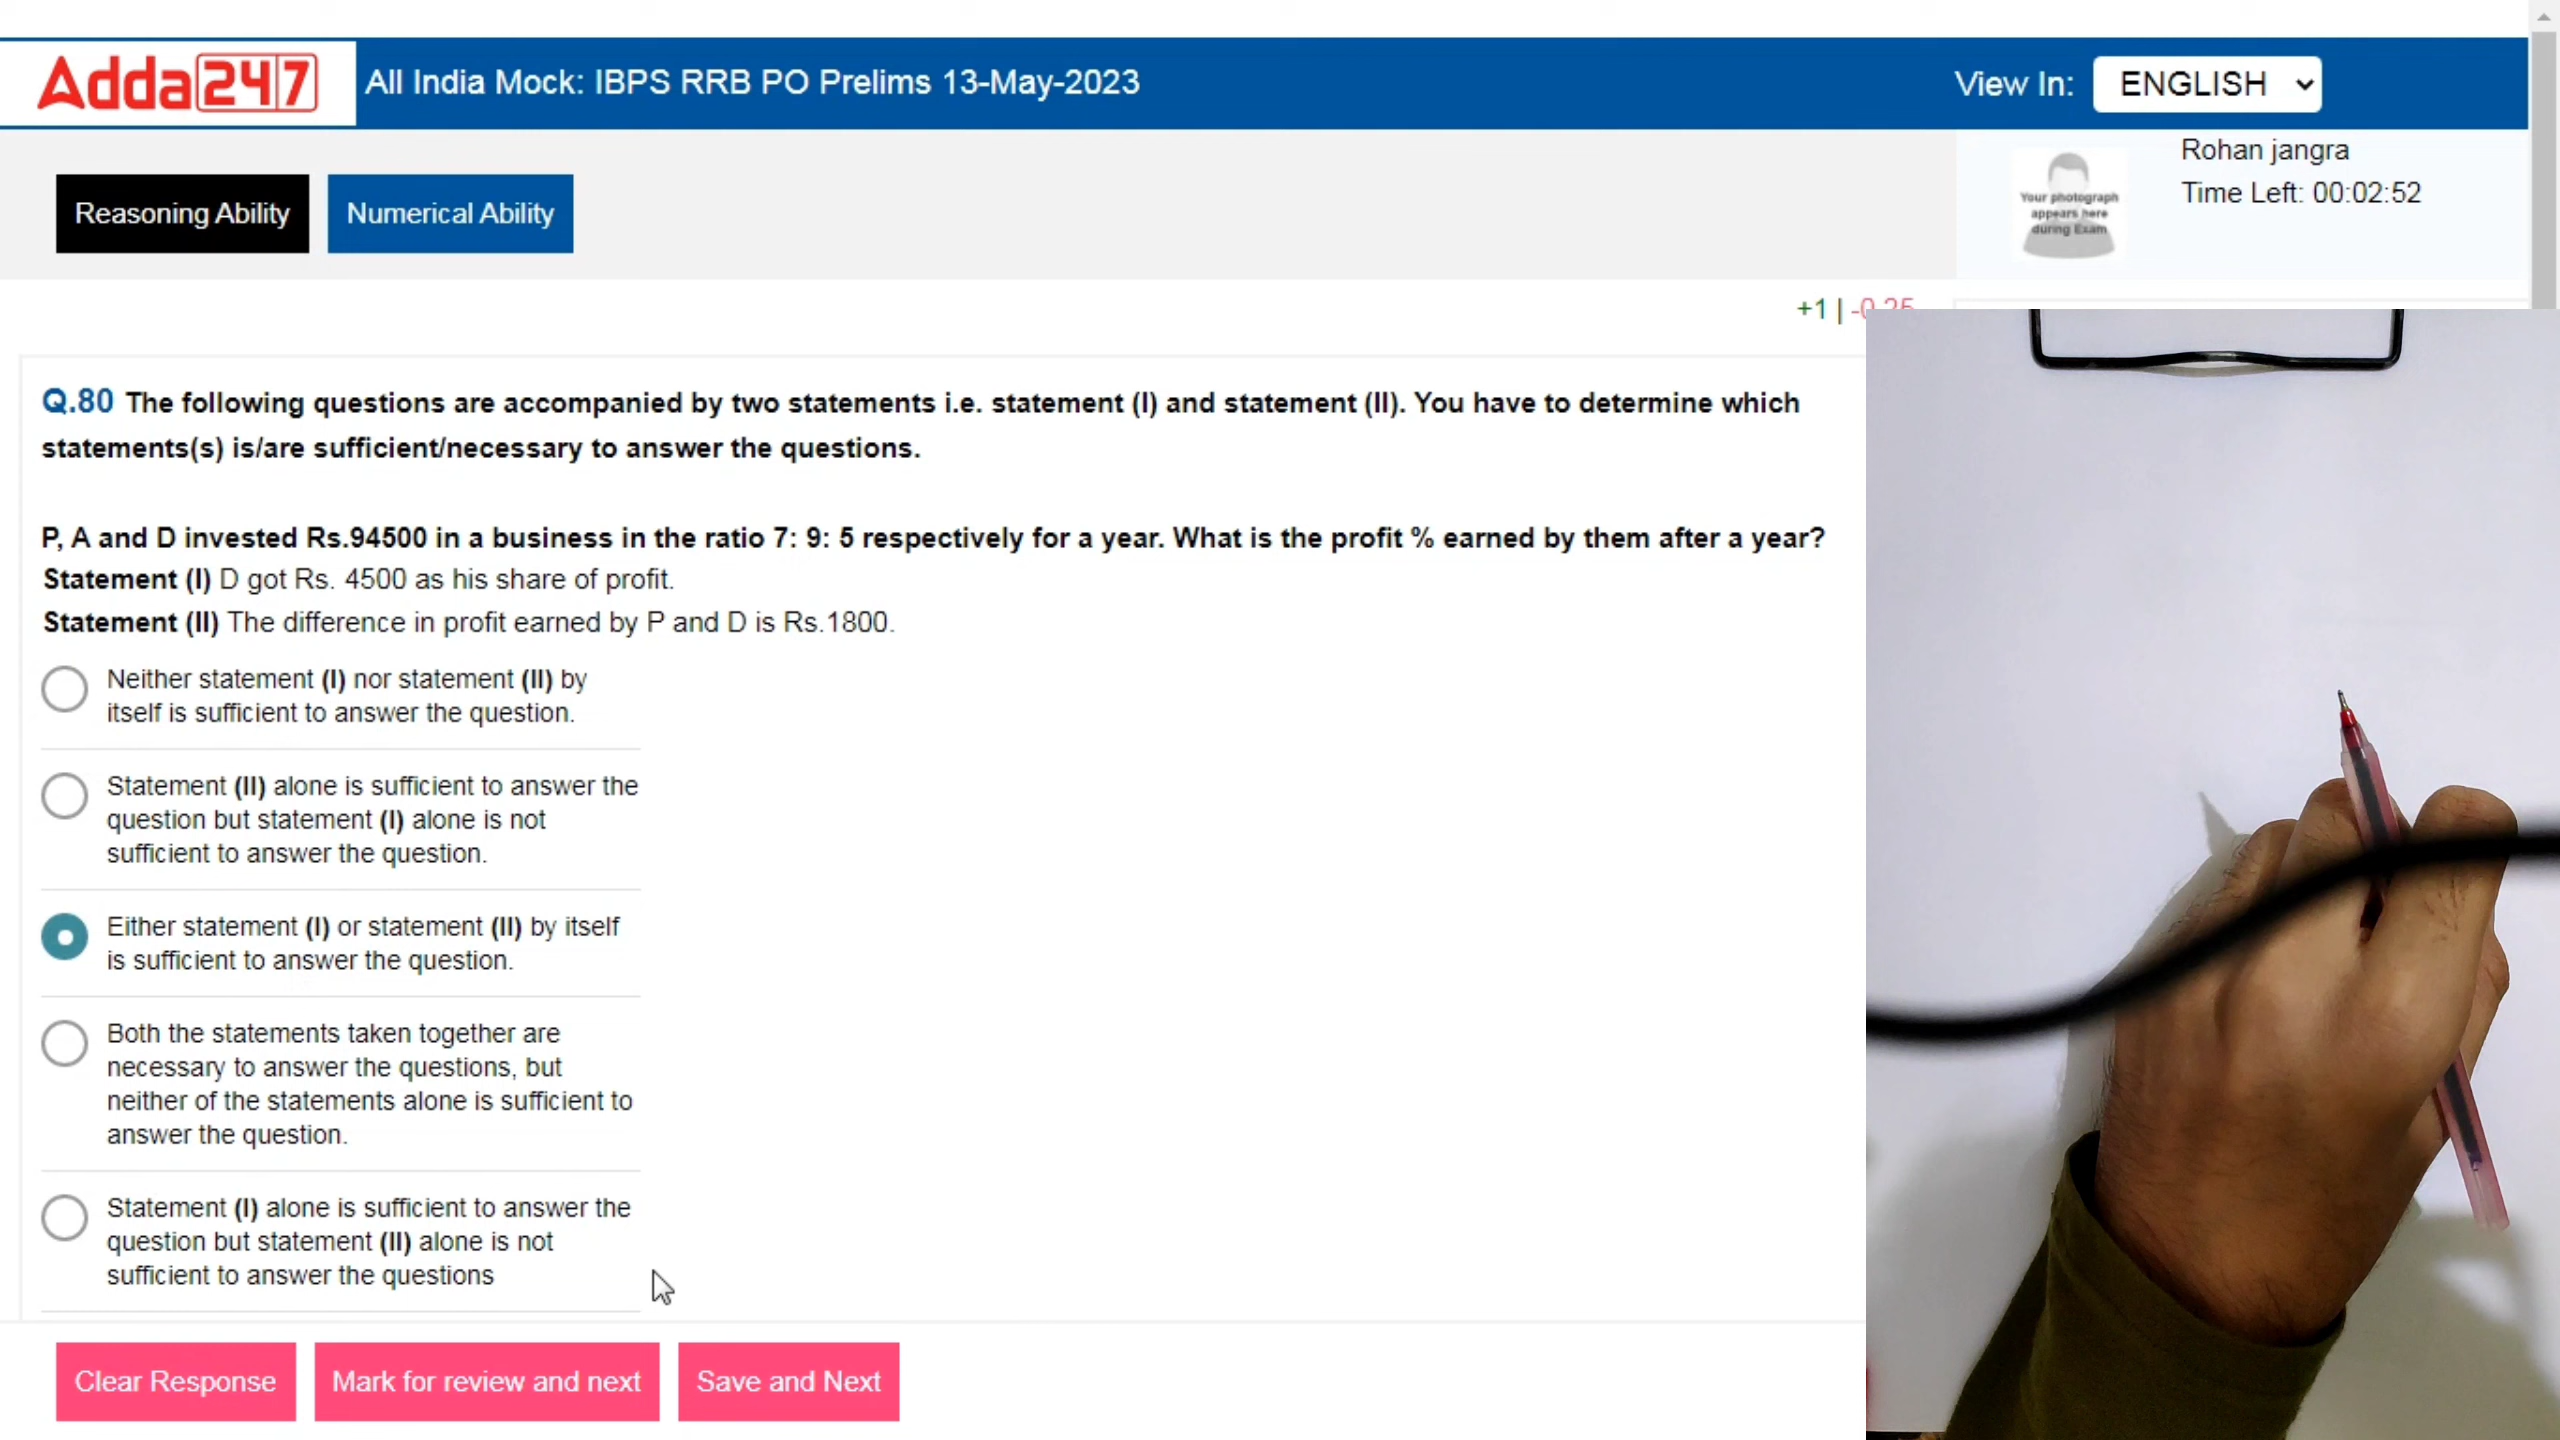 Adda247
All India Mock: IBPS RRB PO Prelims 13-May-2023
View In:
ENGLISH
Reasoning Ability
Numerical Ability
Your photograph
appears here
during Exam
Rohan jangra
Time Left: 00:02:52
+1 | -0.25
Q.80 The following questions are accompanied by two statements i.e. statement (I) and statement (II). You have to determine which
statements(s) is/are sufficient/necessary to answer the questions.
P, A and D invested Rs.94500 in a business in the ratio 7: 9: 5 respectively for a year. What is the profit % earned by them after a year?
Statement (I) D got Rs. 4500 as his share of profit.
Statement (II) The difference in profit earned by P and D is Rs.1800.
Neither statement (I) nor statement (II) by
itself is sufficient to answer the question.
Statement (II) alone is sufficient to answer the
question but statement (I) alone is not
sufficient to answer the question.
Either statement (I) or statement (II) by itself
is sufficient to answer the question.
Both the statements taken together are
necessary to answer the questions, but
neither of the statements alone is sufficient to
answer the question.
Statement (I) alone is sufficient to answer the
question but statement (II) alone is not
sufficient to answer the questions
Clear Response
Mark for review and next
Save and Next